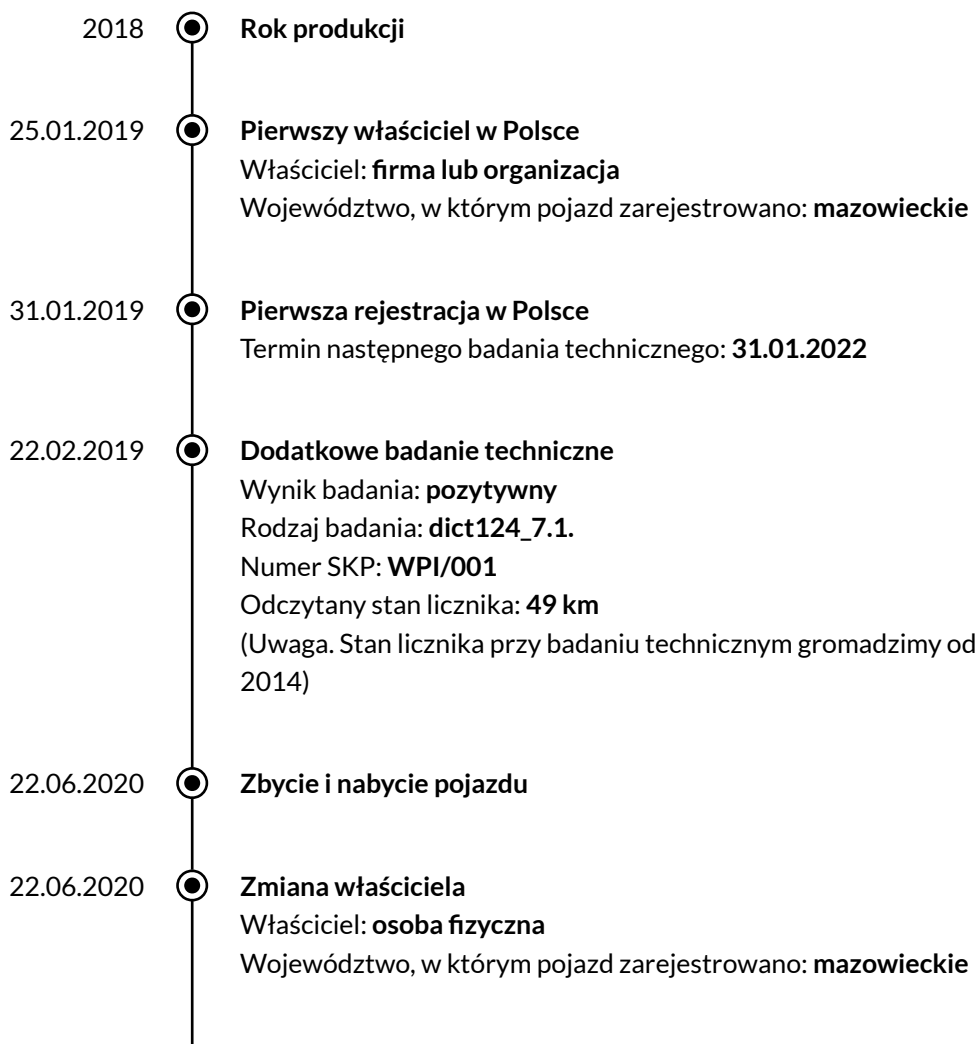 2018 Rok produkcji
25.01.2019 Pierwszy właściciel w Polsce
Właściciel: firma lub organizacja
Województwo, w którym pojazd zarejestrowano: mazowieckie
31.01.2019 Pierwsza rejestracja w Polsce
Termin następnego badania technicznego: 31.01.2022
22.02.2019 Dodatkowe badanie techniczne
Wynik badania: pozytywny
Rodzaj badania: dict124_7.1.
Numer SKP: WPI/001
Odczytany stan licznika: 49 km
(Uwaga. Stan licznika przy badaniu technicznym gromadzimy od
2014)
22.06.2020 Zbycie i nabycie pojazdu
22.06.2020 Zmiana właściciela
Właściciel: osoba fizyczna
Województwo, w którym pojazd zarejestrowano: mazowieckie